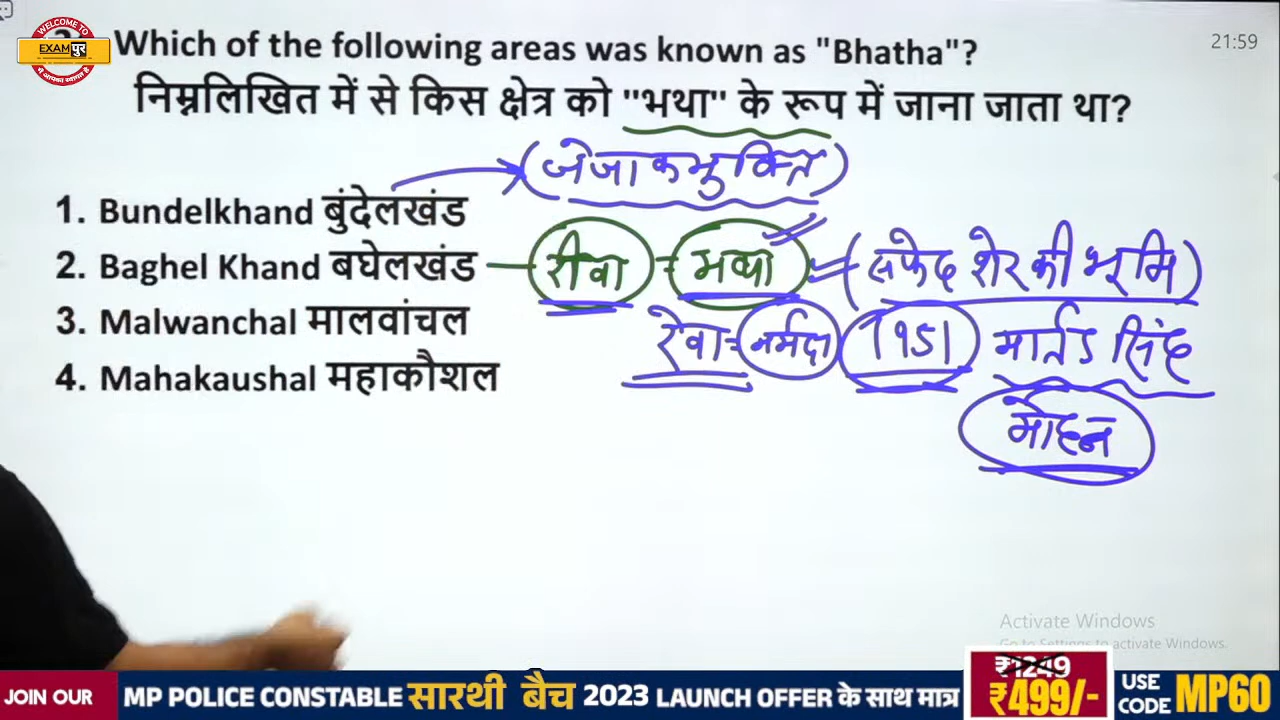 WELCOME TO
EXAMपुर
में आपका स्वागत है
Which of the following areas was known as "Bhatha"?
21:59
निम्नलिखित में से किस क्षेत्र को "भथा" के रूप में जाना जाता था?
(जेजाकभुक्ति)
1. Bundelkhand बुंदेलखंड
2. Baghel Khand बघेलखंड – रीवा = भथा (सफेद शेर की भूमि)
3. Malwanchal मालवांचल
रेवा = नर्मदा 1951 मार्तंड सिंह
4. Mahakaushal महाकौशल
मोहन
Activate Windows
Go to Settings to activate Windows.
JOIN OUR MP POLICE CONSTABLE सारथी बैच 2023 LAUNCH OFFER के साथ मात्र ₹1249 ₹499/- USE CODE MP60